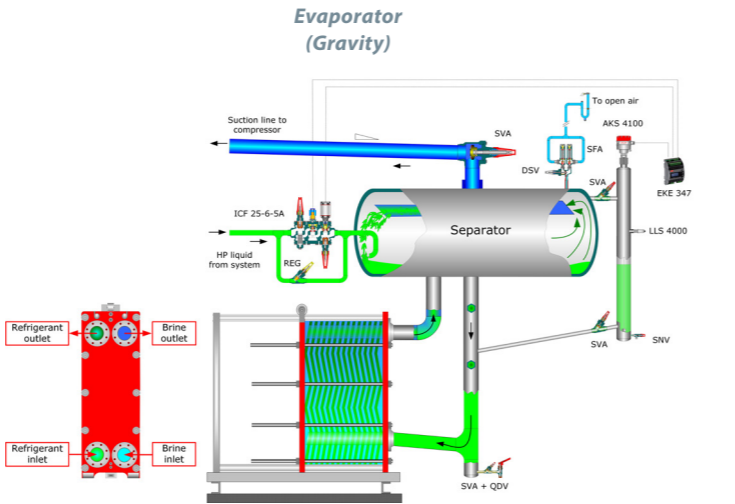 Evaporator
(Gravity)
Suction line to
compressor
SVA
To open air
AKS 4100
SFA
DSV
SVA
EKE 347
ICF 25-6-5A
Separator
LLS 4000
HP liquid
from system
REG
Refrigerant
outlet
Brine
outlet
SVA
SNV
Refrigerant
inlet
Brine
inlet
SVA + QDV